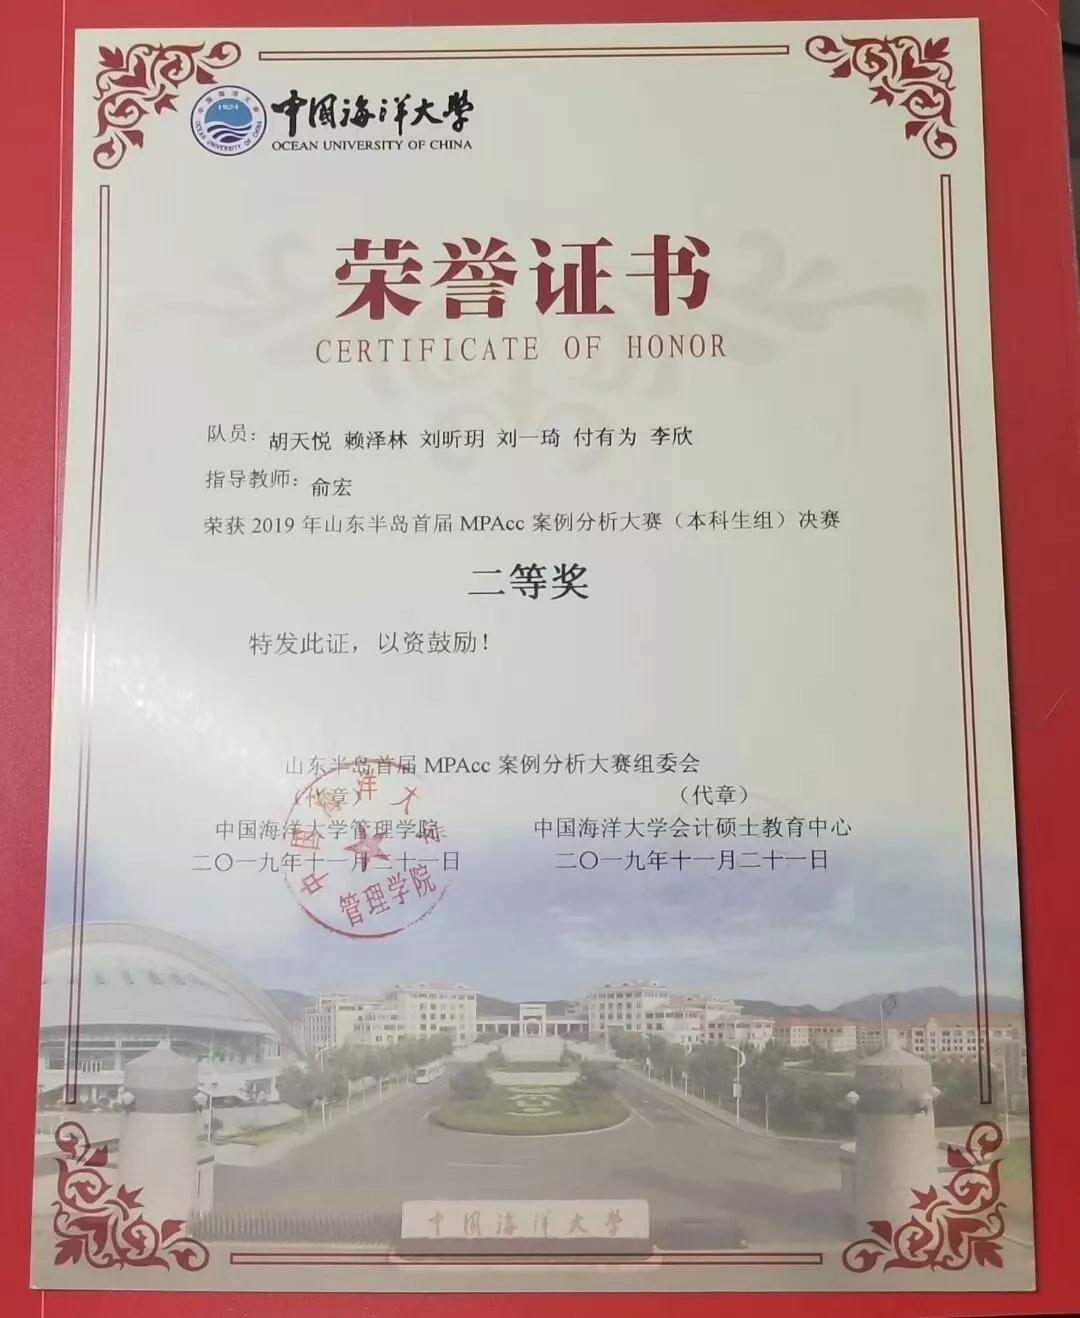 中国海洋大学
OCEAN UNIVERSITY OF CHINA
1924
荣誉证书
CERTIFICATE OF HONOR
队员：胡天悦 赖泽林 刘昕玥 刘一琦 付有为 李欣
指导教师：俞宏
荣获 2019 年山东半岛首届 MPAcc 案例分析大赛（本科生组）决赛
二等奖
特发此证，以资鼓励！
山东半岛首届 MPAcc 案例分析大赛组委会
（代章） （代章）
中国海洋大学管理学院 中国海洋大学会计硕士教育中心
二〇一九年十一月二十一日 二〇一九年十一月二十一日
中国海洋大学
管理学院
中国海洋大学